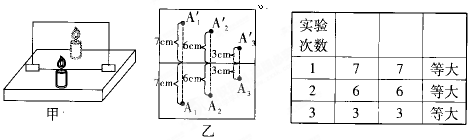 甲
A'₁
A'₂
A'₃
7cm
6cm
3cm
7cm
6cm
3cm
A₁
A₂
A₃
乙
实验
次数
1 7 7 等大
2 6 6 等大
3 3 3 等大